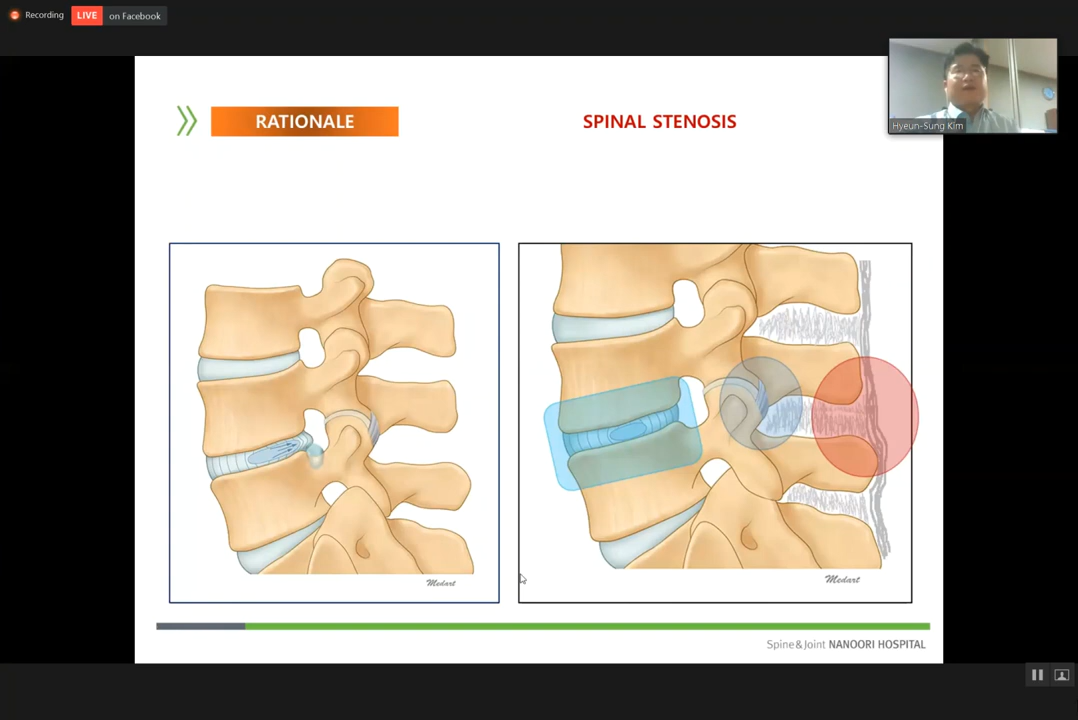 Recording
LIVE on Facebook
Hyeun-Sung Kim
RATIONALE
SPINAL STENOSIS
Medart
Medart
Spine & Joint NANOORI HOSPITAL